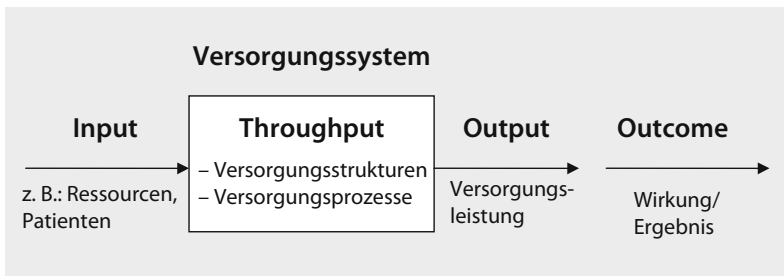 Versorgungssystem
Input
Throughput
Output
Outcome
– Versorgungsstrukturen
– Versorgungsprozesse
z. B.: Ressourcen,
Patienten
Versorgungs-
leistung
Wirkung/
Ergebnis